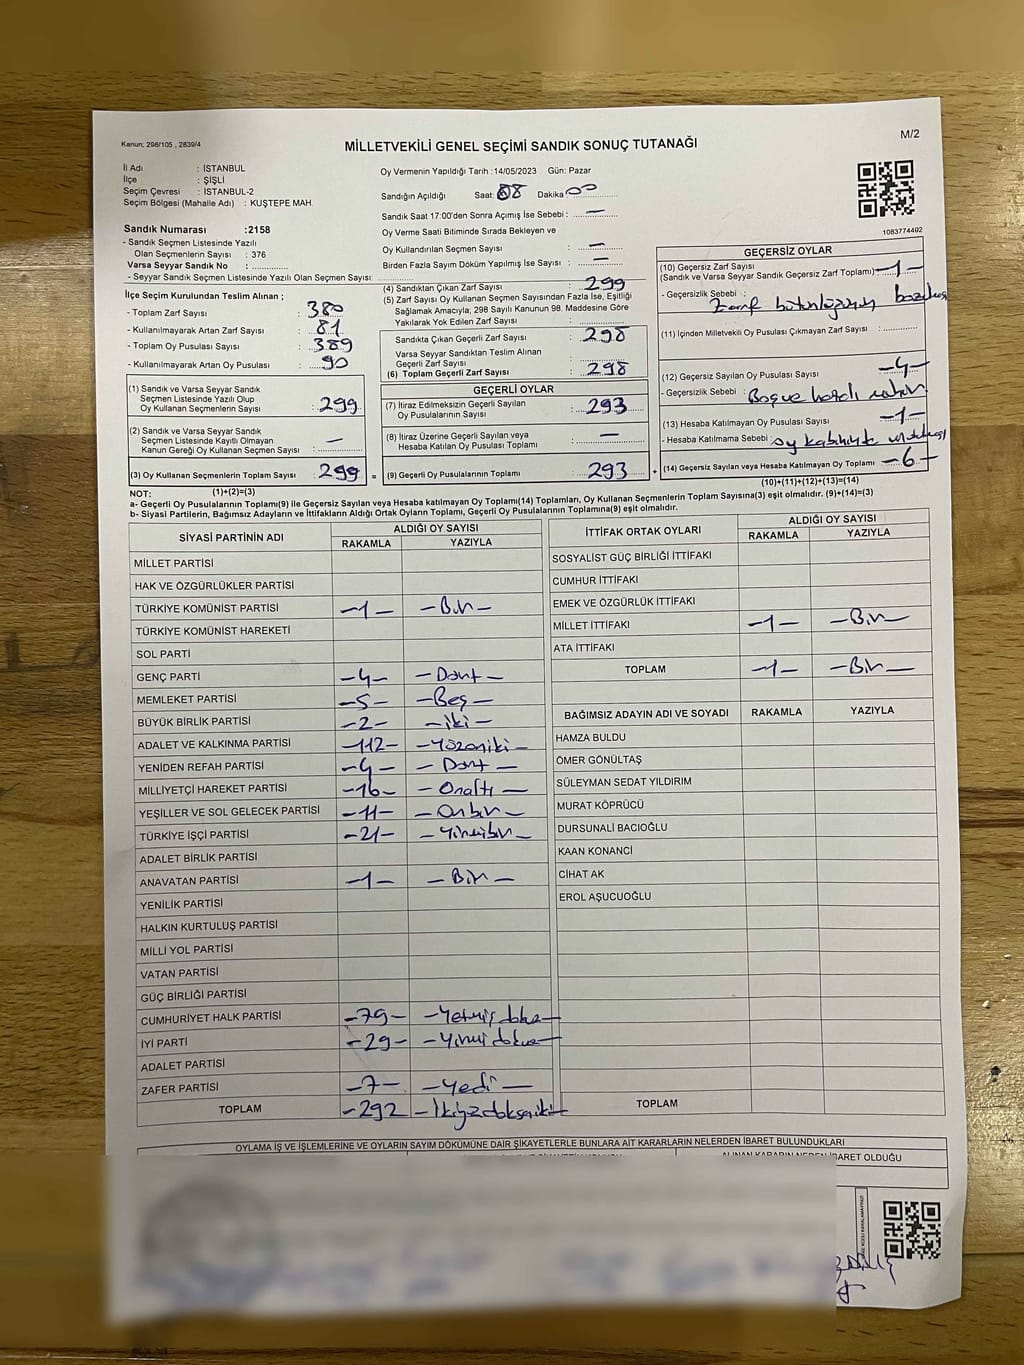 Kanun; 298/105 , 2839/4
MİLLETVEKİLİ GENEL SEÇİMİ SANDIK SONUÇ TUTANAĞI
M/2
İl Adı : İSTANBUL
İlçe : ŞİŞLİ
Seçim Çevresi : İSTANBUL-2
Seçim Bölgesi (Mahalle Adı) : KUŞTEPE MAH
Sandık Numarası :2158
- Sandık Seçmen Listesinde Yazılı
Olan Seçmenlerin Sayısı : 376
Varsa Seyyar Sandık No :
- Seyyar Sandık Seçmen Listesinde Yazılı Olan Seçmen Sayısı:
İlçe Seçim Kurulundan Teslim Alınan ;
- Toplam Zarf Sayısı : 380
- Kullanılmayarak Artan Zarf Sayısı : 81
- Toplam Oy Pusulası Sayısı : 389
- Kullanılmayarak Artan Oy Pusulası : 90
(1) Sandık ve Varsa Seyyar Sandık
Seçmen Listesinde Yazılı Olup
Oy Kullanan Seçmenlerin Sayısı : 299
(2) Sandık ve Varsa Seyyar Sandık
Seçmen Listesinde Kayıtlı Olmayan
Kanun Gereği Oy Kullanan Seçmen Sayısı : —
(3) Oy Kullanan Seçmenlerin Toplam Sayısı : 299 =
Oy Vermenin Yapıldığı Tarih :14/05/2023 Gün: Pazar
Sandığın Açıldığı Saat: 08 Dakika 00
Sandık Saat 17:00'den Sonra Açımış İse Sebebi : —
Oy Verme Saati Bitiminde Sırada Bekleyen ve
Oy Kullandırılan Seçmen Sayısı : —
Birden Fazla Sayım Döküm Yapılmış İse Sayısı : —
(4) Sandıktan Çıkan Zarf Sayısı : 299
(5) Zarf Sayısı Oy Kullanan Seçmen Sayısından Fazla İse, Eşitliği
Sağlamak Amacıyla; 298 Sayılı Kanunun 98. Maddesine Göre
Yakılarak Yok Edilen Zarf Sayısı :
Sandıkta Çıkan Geçerli Zarf Sayısı : 298
Varsa Seyyar Sandıktan Teslim Alınan
Geçerli Zarf Sayısı :
(6) Toplam Geçerli Zarf Sayısı : 298
GEÇERLİ OYLAR
(7) İtiraz Edilmeksizin Geçerli Sayılan
Oy Pusulalarının Sayısı : 293
(8) İtiraz Üzerine Geçerli Sayılan veya
Hesaba Katılan Oy Pusulası Toplamı : —
(9) Geçerli Oy Pusulalarının Toplamı : 293 +
1083774492
GEÇERSİZ OYLAR
(10) Geçersiz Zarf Sayısı
(Sandık ve Varsa Seyyar Sandık Geçersiz Zarf Toplamı) —1—
- Geçersizlik Sebebi : Zarf bütünlüğünün
(11) İçinden Milletvekili Oy Pusulası Çıkmayan Zarf Sayısı :
(12) Geçersiz Sayılan Oy Pusulası Sayısı —4—
- Geçersizlik Sebebi :
(13) Hesaba Katılmayan Oy Pusulası Sayısı —1—
- Hesaba Katılmama Sebebi oy
(14) Geçersiz Sayılan veya Hesaba Katılmayan Oy Toplamı —6—
NOT: (1)+(2)=(3) (10)+(11)+(12)+(13)=(14)
a- Geçerli Oy Pusulalarının Toplamı(9) ile Geçersiz Sayılan veya Hesaba katılmayan Oy Toplamı(14) Toplamları, Oy Kullanan Seçmenlerin Toplam Sayısına(3) eşit olmalıdır. (9)+(14)=(3)
b- Siyasi Partilerin, Bağımsız Adayların ve İttifakların Aldığı Ortak Oyların Toplamı, Geçerli Oy Pusulalarının Toplamına(9) eşit olmalıdır.
SİYASİ PARTİNİN ADI ALDIĞI OY SAYISI
RAKAMLA YAZIYLA
MİLLET PARTİSİ
HAK VE ÖZGÜRLÜKLER PARTİSİ
TÜRKİYE KOMÜNİST PARTİSİ —1— —Bir—
TÜRKİYE KOMÜNİST HAREKETİ
SOL PARTİ
GENÇ PARTİ —4— —Dört—
MEMLEKET PARTİSİ —5— —Beş—
BÜYÜK BİRLİK PARTİSİ —2— —iki—
ADALET VE KALKINMA PARTİSİ —112— —Yüzoniki—
YENİDEN REFAH PARTİSİ —4— —Dört—
MİLLİYETÇİ HAREKET PARTİSİ —16— —Onaltı—
YEŞİLLER VE SOL GELECEK PARTİSİ —11— —Onbir—
TÜRKİYE İŞÇİ PARTİSİ —21— —Yirmibir—
ADALET BİRLİK PARTİSİ
ANAVATAN PARTİSİ —1— —Bir—
YENİLİK PARTİSİ
HALKIN KURTULUŞ PARTİSİ
MİLLİ YOL PARTİSİ
VATAN PARTİSİ
GÜÇ BİRLİĞİ PARTİSİ
CUMHURİYET HALK PARTİSİ —79— —Yetmiş dokuz—
İYİ PARTİ —29— —Yirmi dokuz—
ADALET PARTİSİ
ZAFER PARTİSİ —7— —Yedi—
TOPLAM —292 —İkiyüzdoksaniki—
İTTİFAK ORTAK OYLARI ALDIĞI OY SAYISI
RAKAMLA YAZIYLA
SOSYALİST GÜÇ BİRLİĞİ İTTİFAKI
CUMHUR İTTİFAKI
EMEK VE ÖZGÜRLÜK İTTİFAKI
MİLLET İTTİFAKI —1— —Bir—
ATA İTTİFAKI
TOPLAM —1— —Bir—
BAĞIMSIZ ADAYIN ADI VE SOYADI RAKAMLA YAZIYLA
HAMZA BULDU
ÖMER GÖNÜLTAŞ
SÜLEYMAN SEDAT YILDIRIM
MURAT KÖPRÜCÜ
DURSUNALİ BACIOĞLU
KAAN KONANCİ
CİHAT AK
EROL AŞUCUOĞLU
TOPLAM
OYLAMA İŞ VE İŞLEMLERİNE VE OYLARIN SAYIM DÖKÜMÜNE DAİR ŞİKAYETLERLE BUNLARA AİT KARARLARIN NELERDEN İBARET BULUNDUKLARI
ALINAN KARARIN NEDEN İBARET OLDUĞU